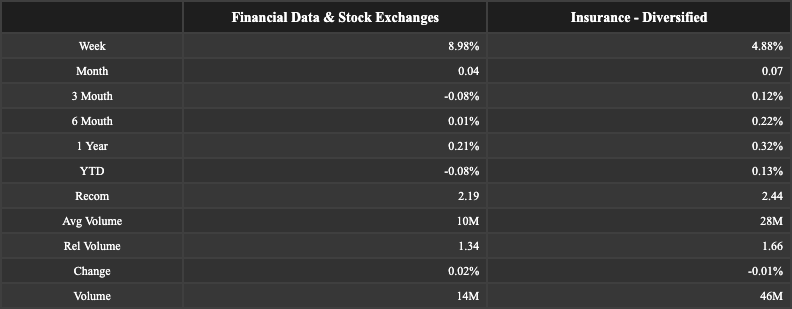 Financial Data & Stock Exchanges Insurance - Diversified
Week 8.98% 4.88%
Month 0.04 0.07
3 Mouth -0.08% 0.12%
6 Mouth 0.01% 0.22%
1 Year 0.21% 0.32%
YTD -0.08% 0.13%
Recom 2.19 2.44
Avg Volume 10M 28M
Rel Volume 1.34 1.66
Change 0.02% -0.01%
Volume 14M 46M